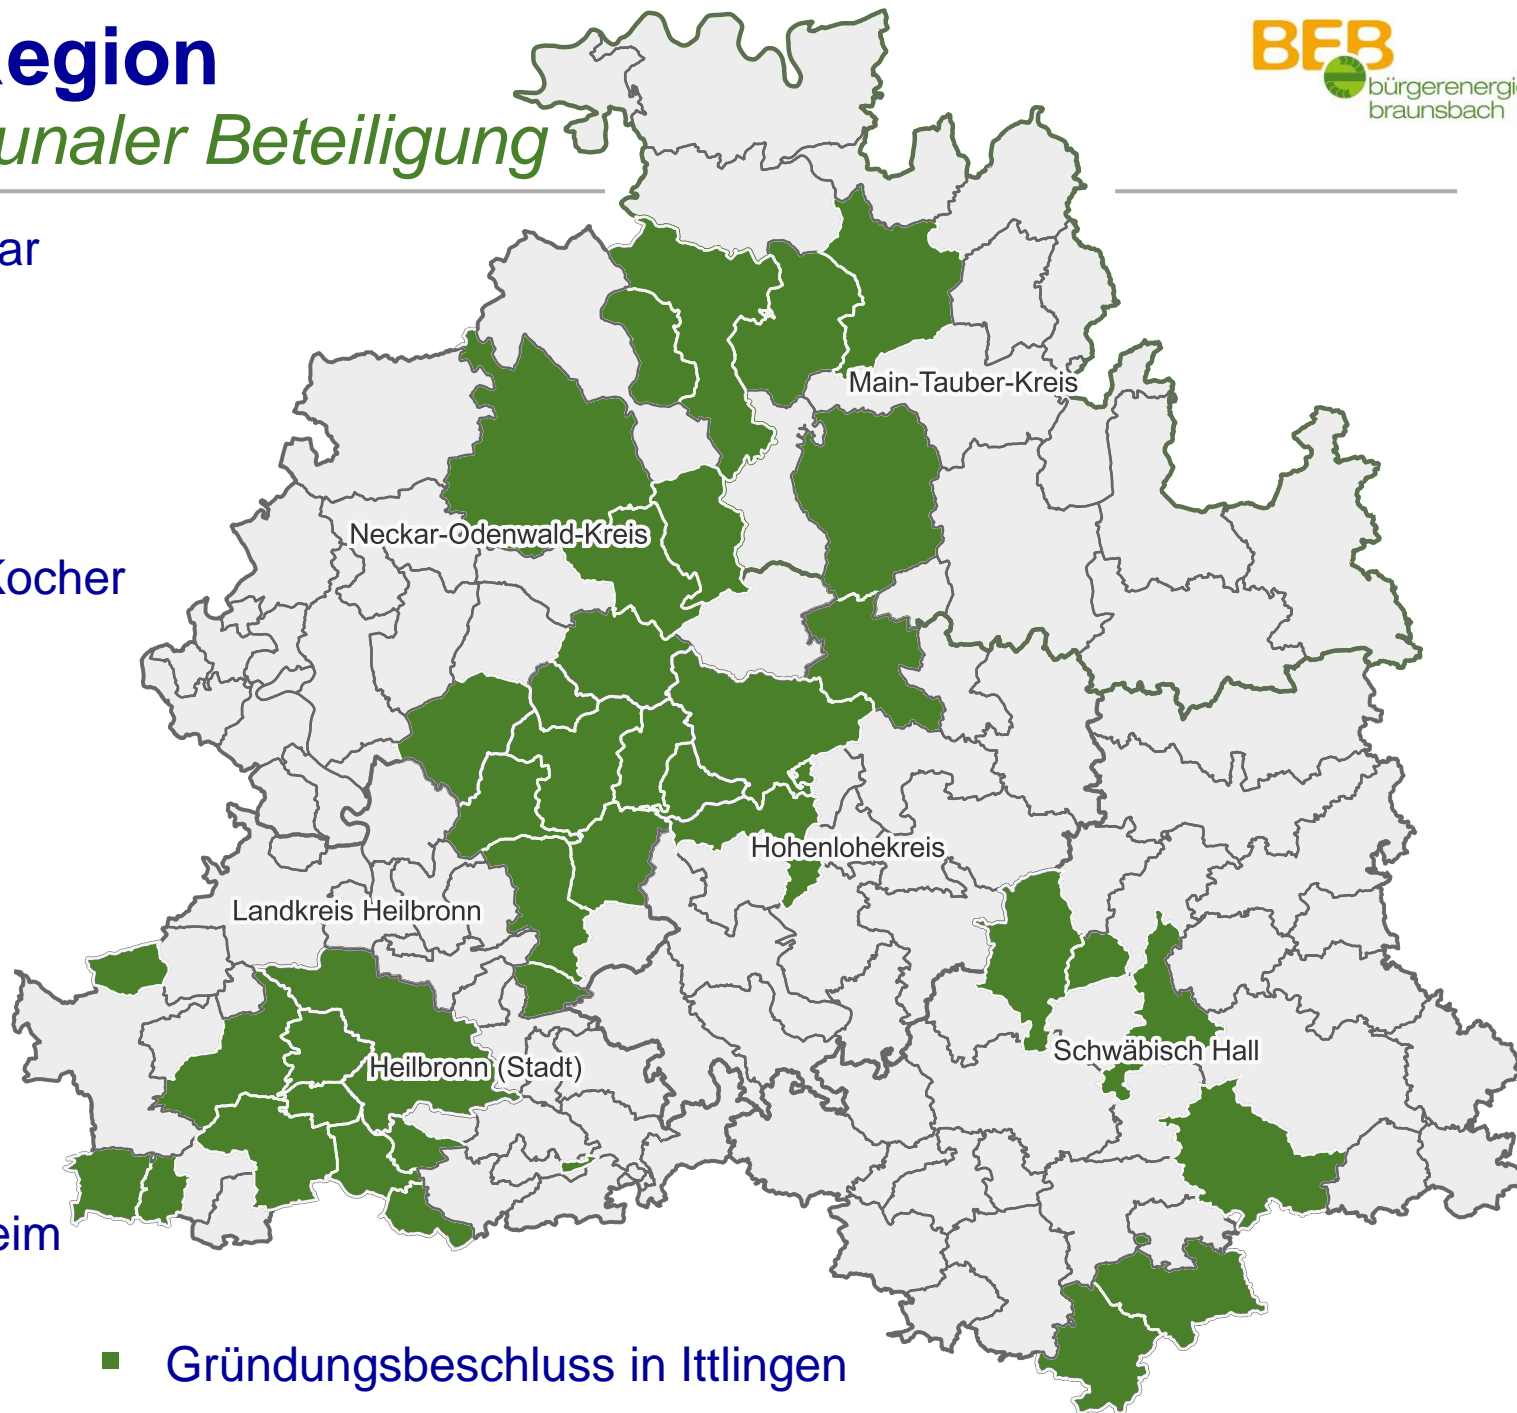 Region
unaler Beteiligung
BEB
bürgerenergie
braunsbach
ar
Main-Tauber-Kreis
Neckar-Odenwald-Kreis
Kocher
Hohenlohekreis
Landkreis Heilbronn
Schwäbisch Hall
Heilbronn (Stadt)
eim
▪ Gründungsbeschluss in Ittlingen